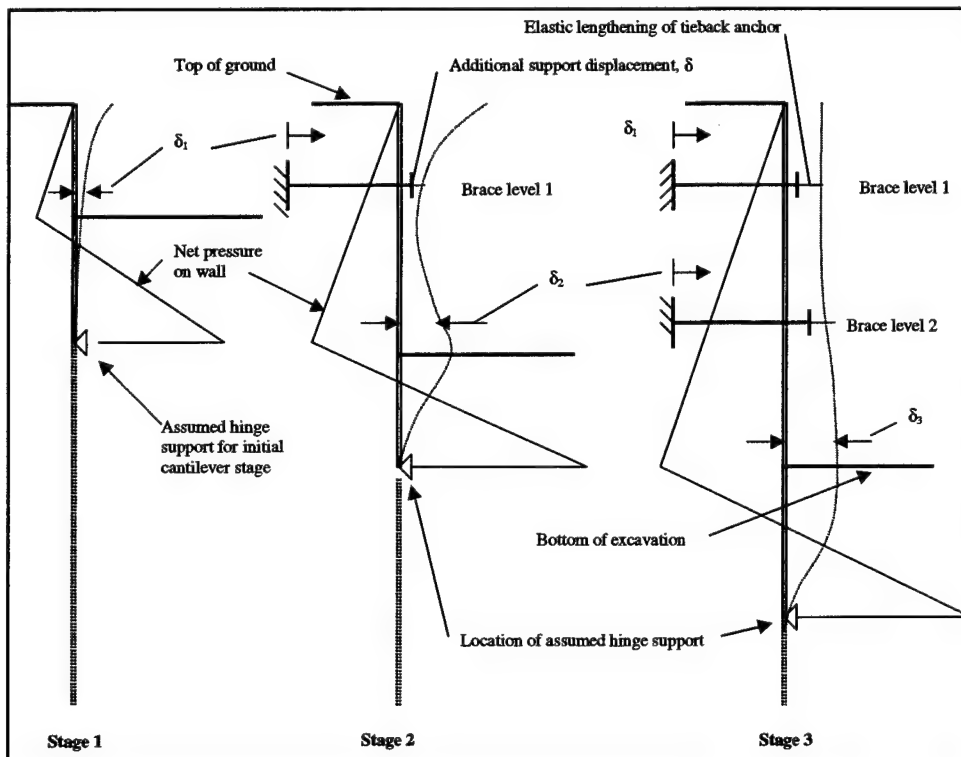 Elastic lengthening of tieback anchor
Top of ground
Additional support displacement, δ
δ₁
δ₁
Brace level 1
Brace level 1
Net pressure
on wall
δ₂
Brace level 2
Assumed hinge
support for initial
cantilever stage
δ₃
Bottom of excavation
Location of assumed hinge support
Stage 1
Stage 2
Stage 3